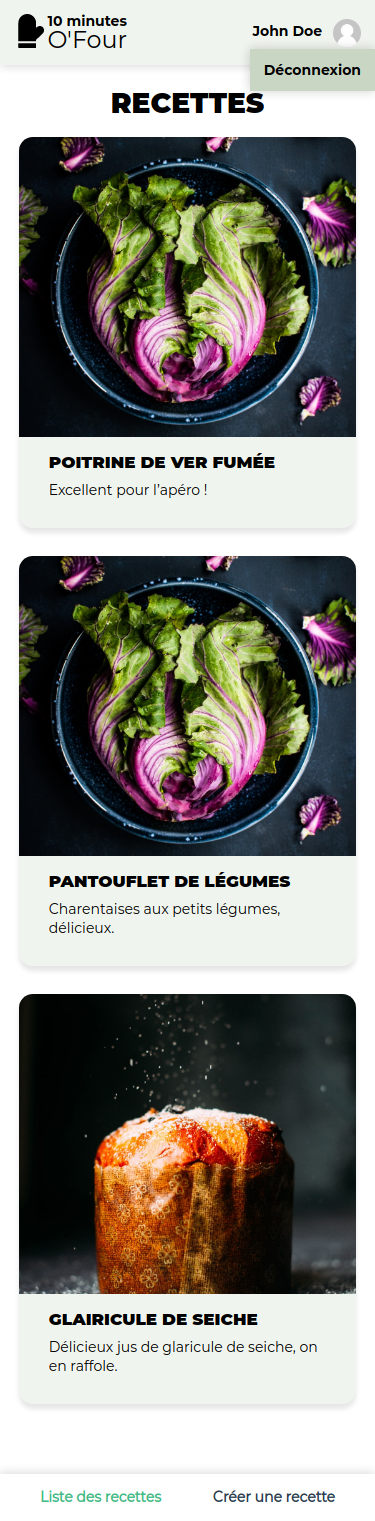 10 minutes
O'Four
John Doe
Déconnexion
RECETTES
POITRINE DE VER FUMÉE
Excellent pour l'apéro !
PANTOUFLET DE LÉGUMES
Charentaises aux petits légumes,
délicieux.
GLAIRICULE DE SEICHE
Délicieux jus de glaricule de seiche, on
en raffole.
Liste des recettes
Créer une recette